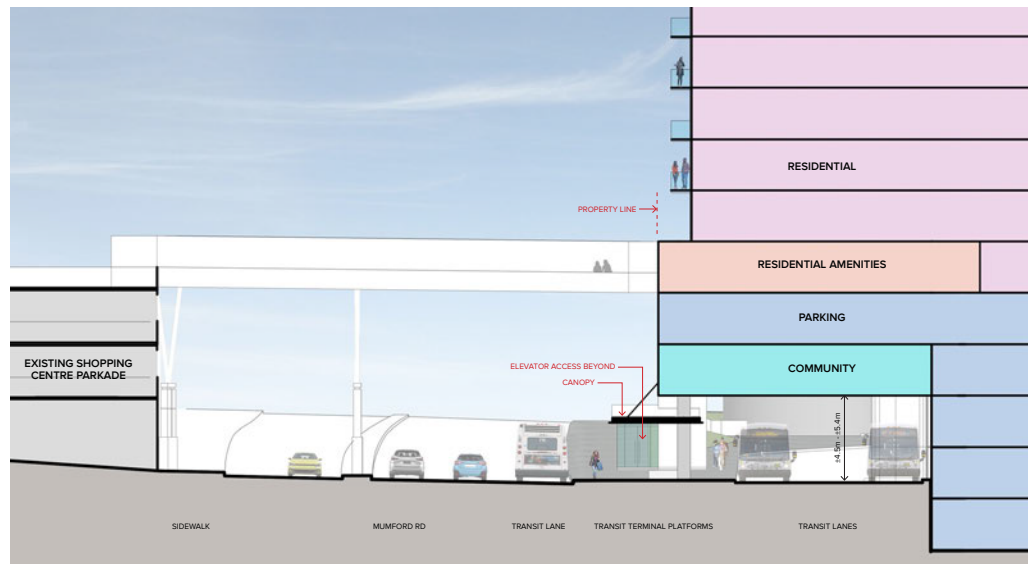 RESIDENTIAL
PROPERTY LINE
RESIDENTIAL AMENITIES
PARKING
EXISTING SHOPPING
CENTRE PARKADE
ELEVATOR ACCESS BEYOND
COMMUNITY
CANOPY
±4.5m - ±5.4m
SIDEWALK
MUMFORD RD
TRANSIT LANE
TRANSIT TERMINAL PLATFORMS
TRANSIT LANES